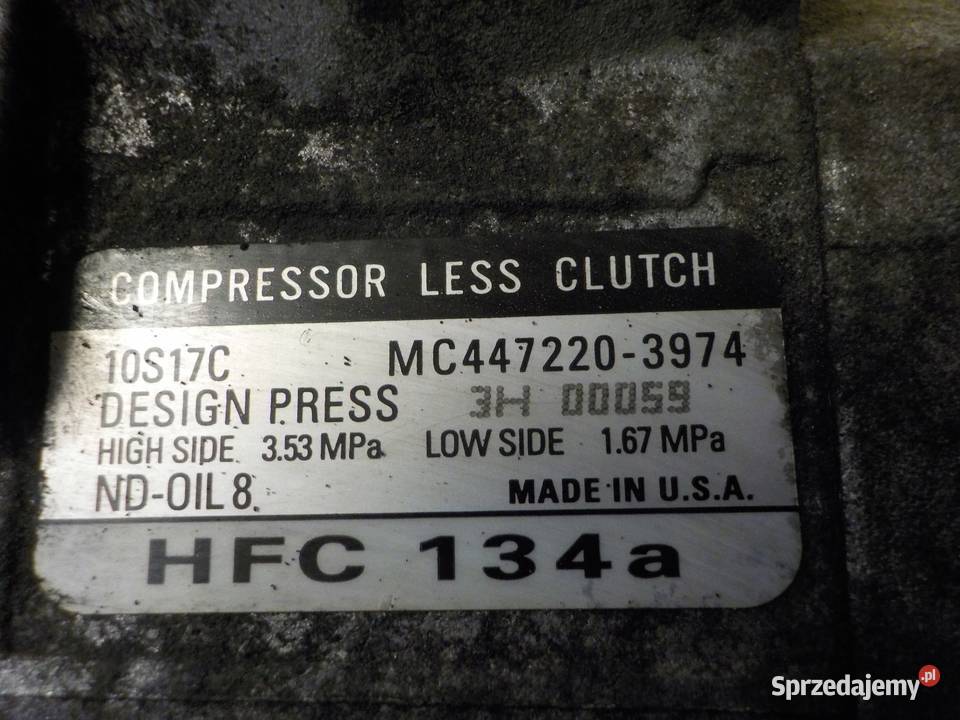 COMPRESSOR LESS CLUTCH
10S17C MC447220-3974
DESIGN PRESS 3H 00059
HIGH SIDE 3.53 MPa LOW SIDE 1.67 MPa
ND-OIL 8 MADE IN U.S.A.
HFC 134a
Sprzedajemy.pl